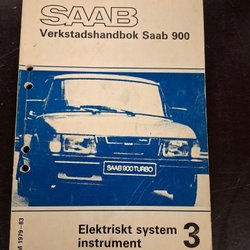 SAAB
Verkstadshandbok Saab 900
SAAB 900 TURBO
M 1979-83
Elektriskt system
instrument
3